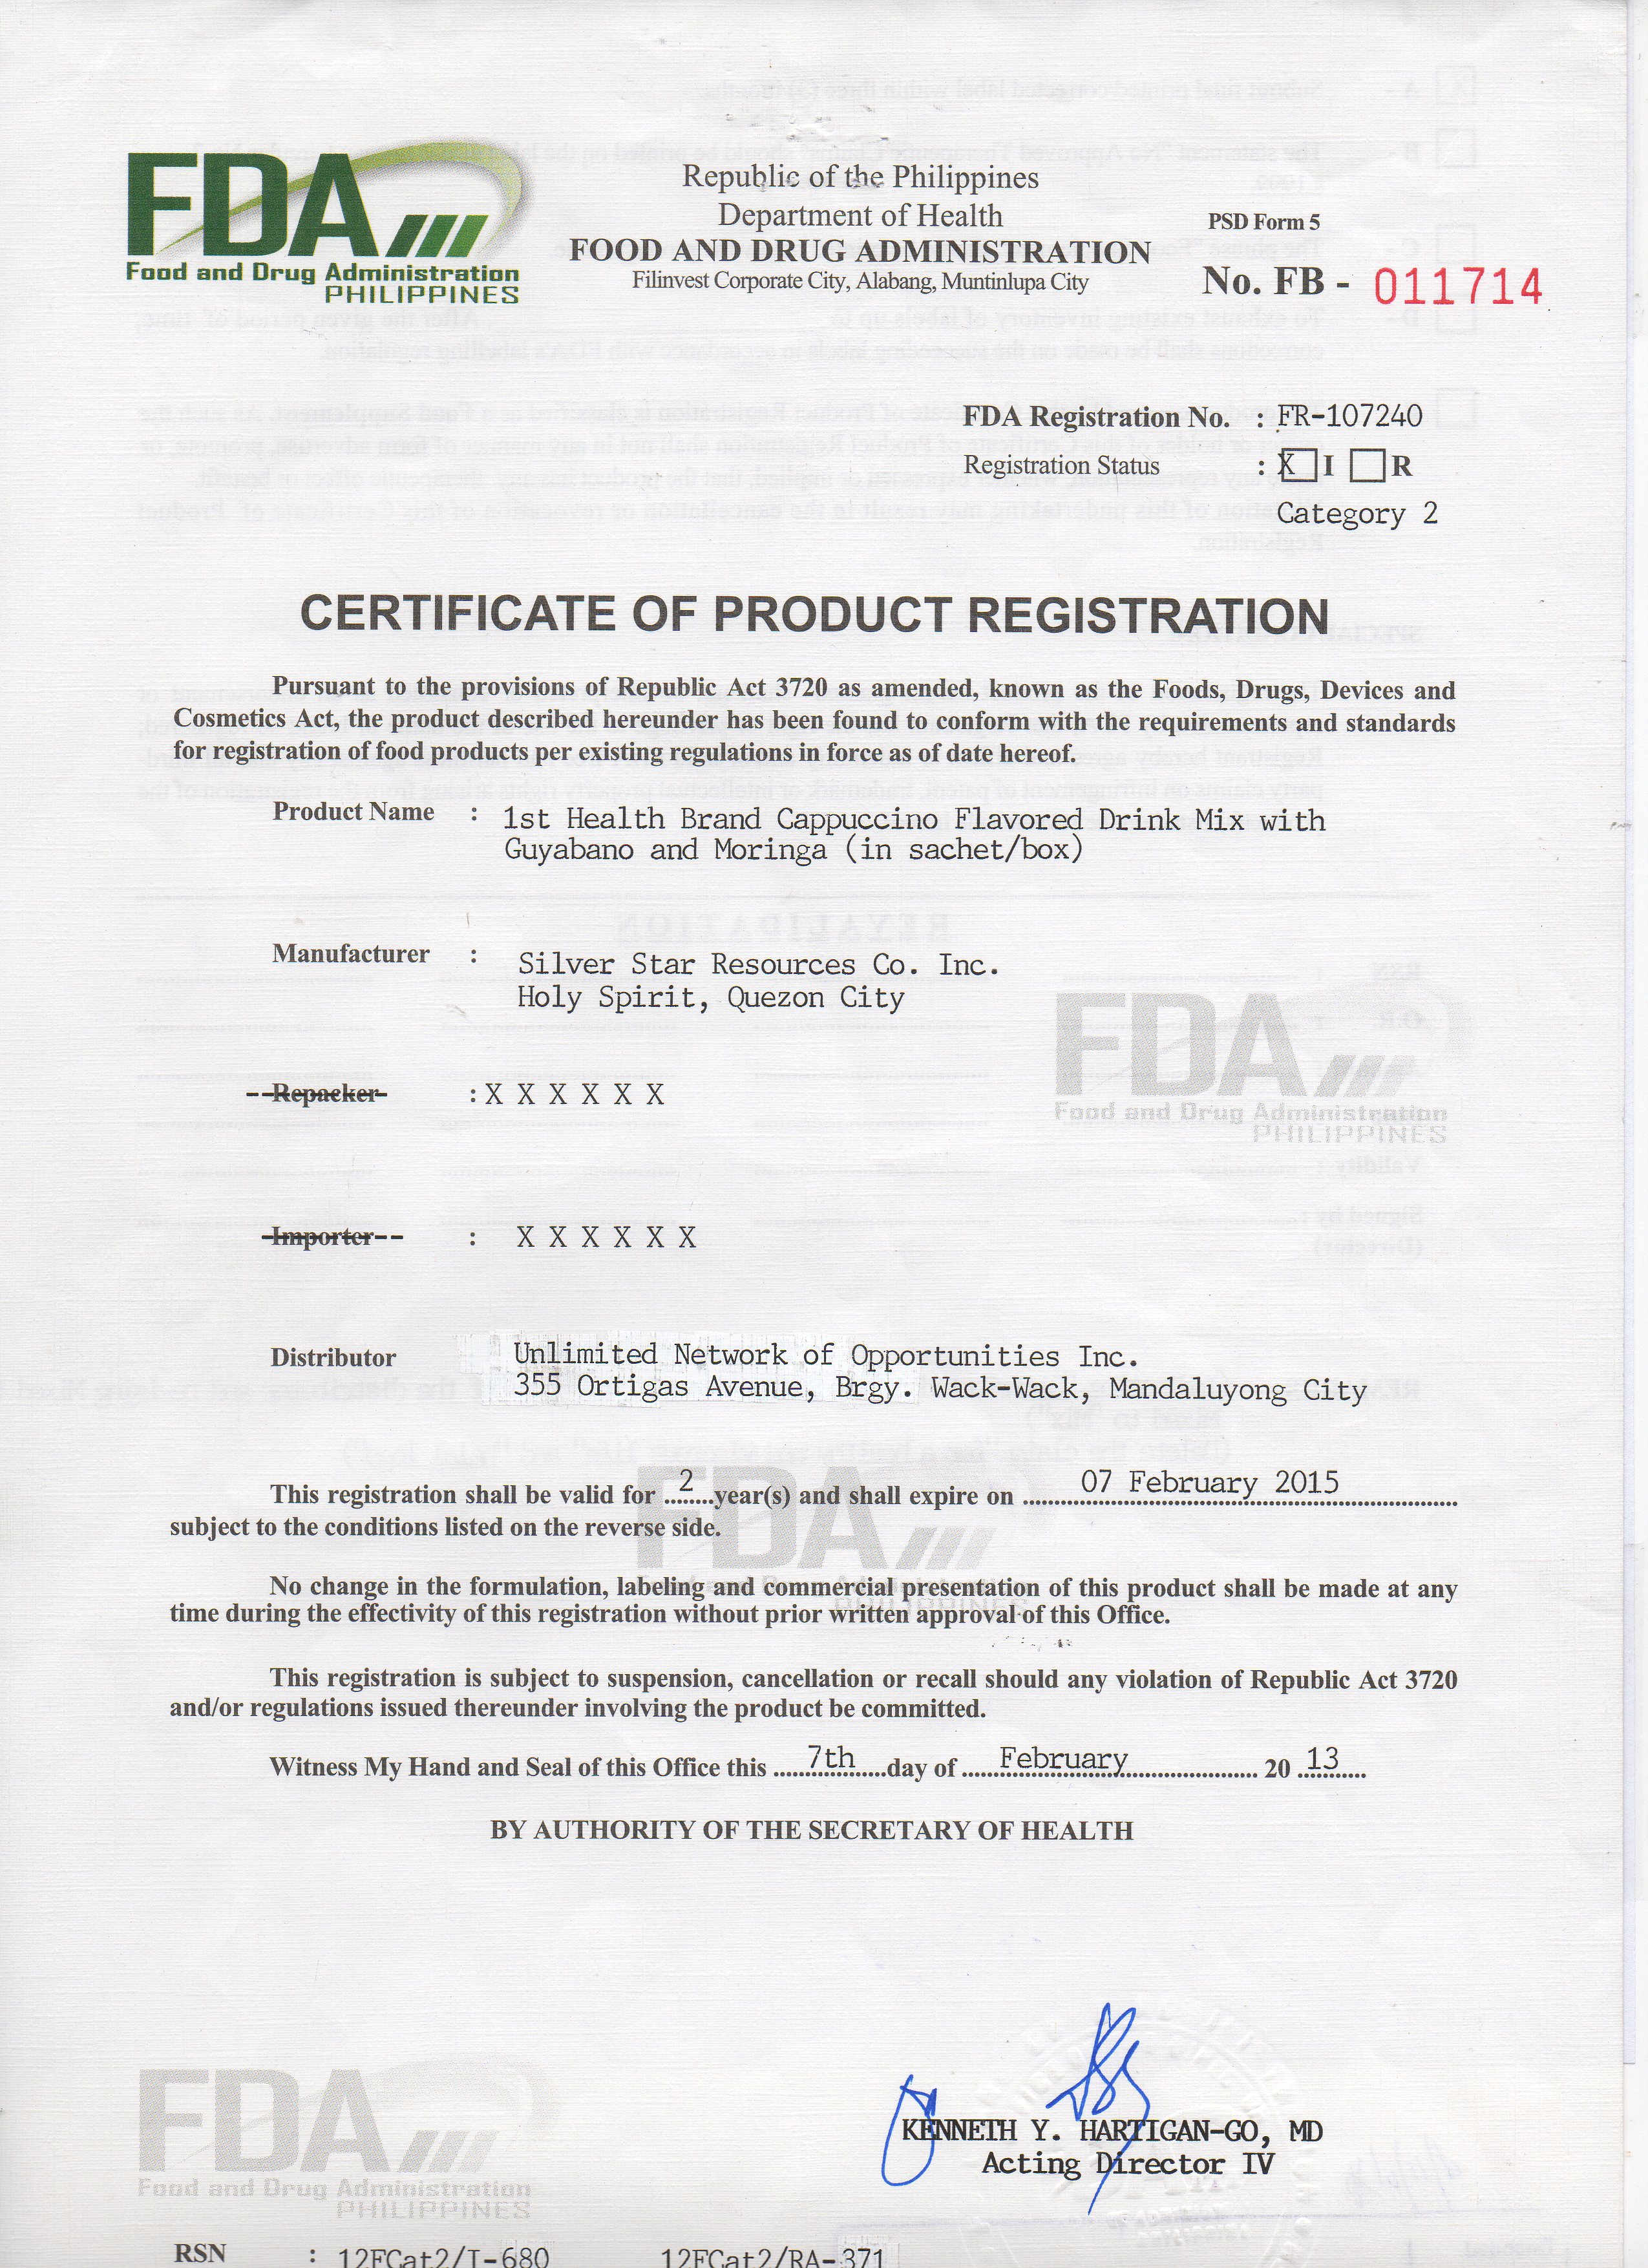 FDA
Food and Drug Administration
PHILIPPINES
Republic of the Philippines
Department of Health
FOOD AND DRUG ADMINISTRATION
Filinvest Corporate City, Alabang, Muntinlupa City
PSD Form 5
No. FB - 011714
FDA Registration No. : FR-107240
Registration Status : X I R
Category 2
CERTIFICATE OF PRODUCT REGISTRATION
Pursuant to the provisions of Republic Act 3720 as amended, known as the Foods, Drugs, Devices and
Cosmetics Act, the product described hereunder has been found to conform with the requirements and standards
for registration of food products per existing regulations in force as of date hereof.
Product Name : 1st Health Brand Cappuccino Flavored Drink Mix with
Guyabano and Moringa (in sachet/box)
Manufacturer : Silver Star Resources Co. Inc.
Holy Spirit, Quezon City
FDA
Food and Drug Administration
PHILIPPINES
--Repacker- : X X X X X X
-Importer-- : X X X X X X
Distributor Unlimited Network of Opportunities Inc.
355 Ortigas Avenue, Brgy. Wack-Wack, Mandaluyong City
This registration shall be valid for 2 year(s) and shall expire on 07 February 2015
subject to the conditions listed on the reverse side.
FDA
Food and Drug Administration
PHILIPPINES
No change in the formulation, labeling and commercial presentation of this product shall be made at any
time during the effectivity of this registration without prior written approval of this Office.
This registration is subject to suspension, cancellation or recall should any violation of Republic Act 3720
and/or regulations issued thereunder involving the product be committed.
Witness My Hand and Seal of this Office this 7th day of February 20 13
BY AUTHORITY OF THE SECRETARY OF HEALTH
KENNETH Y. HARTIGAN-GO, MD
Acting Director IV
FDA
Food and Drug Administration
PHILIPPINES
RSN : 12FCat2/I-680 12FCat2/RA-371